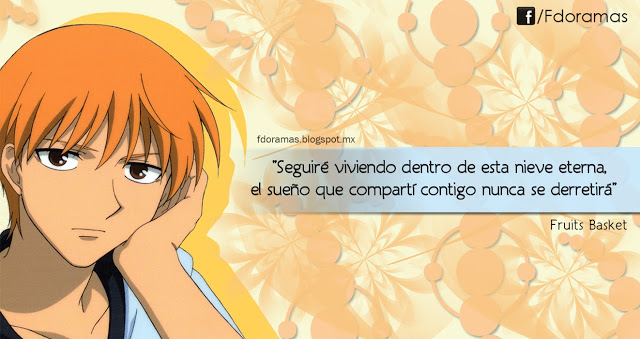 f/Fdoramas
fdoramas.blogspot.mx
"Seguiré viviendo dentro de esta nieve eterna,
el sueño que compartí contigo nunca se derretirá"
Fruits Basket